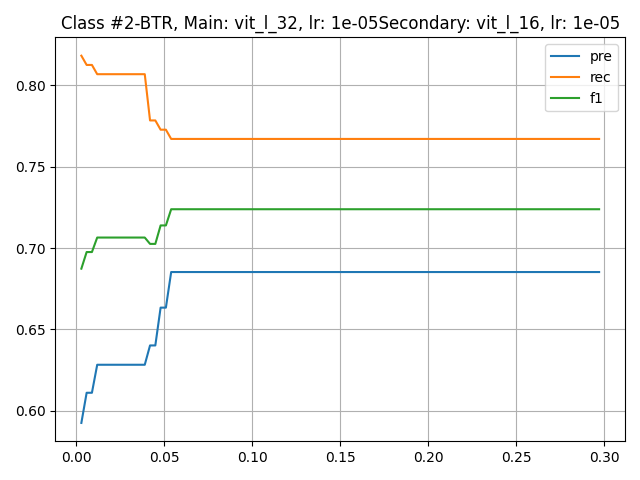 Class #2-BTR, Main: vit_l_32, lr: 1e-05Secondary: vit_l_16, lr: 1e-05
pre
rec
f1
0.80
0.75
0.70
0.65
0.60
0.00 0.05 0.10 0.15 0.20 0.25 0.30